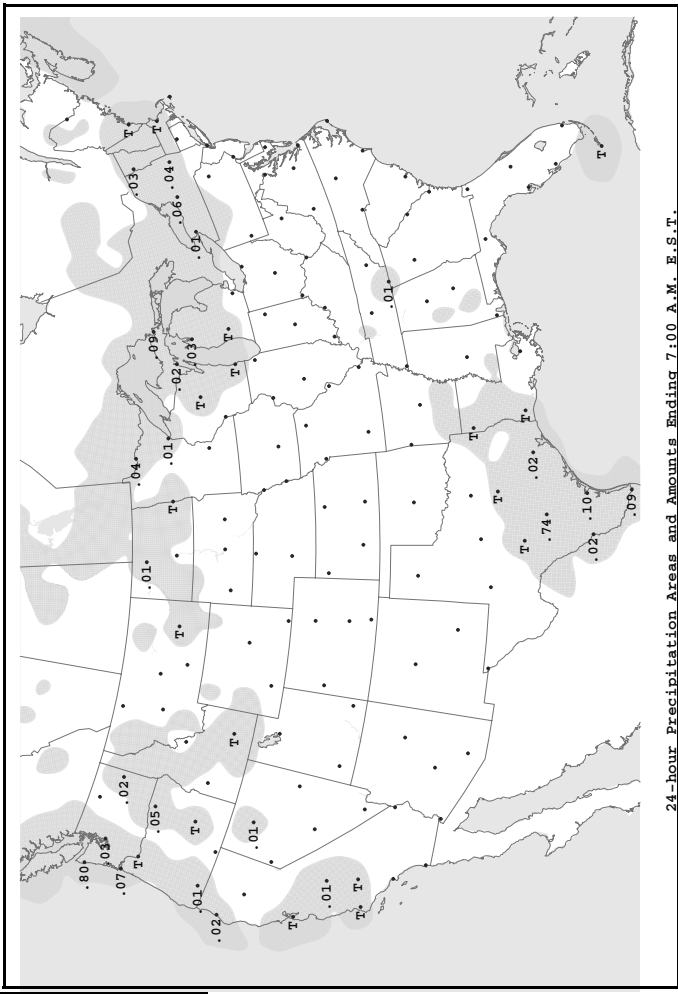 .80
.03
.07
.02
T
.03
.04
T
.01
.09
.05
T
.01
.04
T
.02
.06
T
.03
T
.01
.01
T
.02
T
T
T
.01
T
.01
T
T
.01
T
T
T
T
.02
.74
.10
.02
T
.09
24-hour Precipitation Areas and Amounts Ending 7:00 A.M. E.S.T.